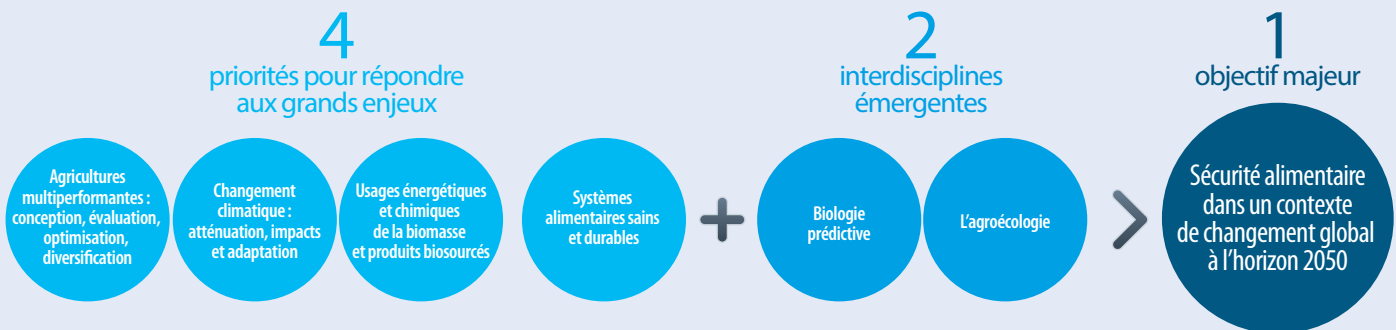 4
priorités pour répondre
aux grands enjeux
Agricultures
multiperformantes :
conception, évaluation,
optimisation,
diversification
Changement
climatique :
atténuation, impacts
et adaptation
Usages énergétiques
et chimiques
de la biomasse
et produits biosourcés
Systèmes
alimentaires sains
et durables
+
2
interdisciplines
émergentes
Biologie
prédictive
L'agroécologie
>
1
objectif majeur
Sécurité alimentaire
dans un contexte
de changement global
à l'horizon 2050